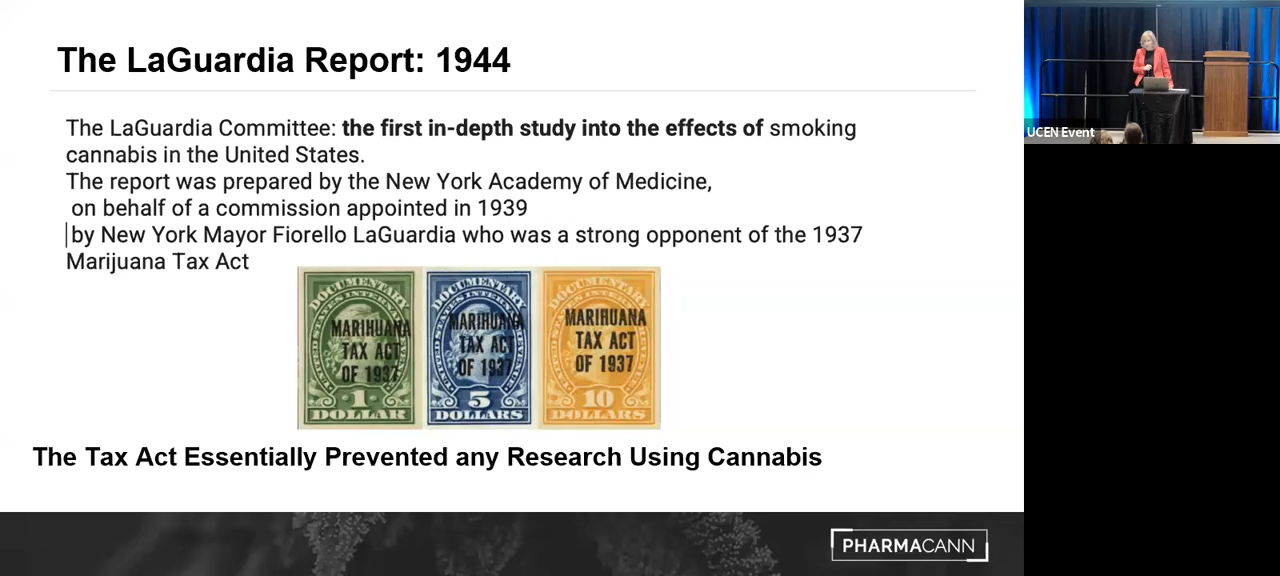 The LaGuardia Report: 1944
The LaGuardia Committee: the first in-depth study into the effects of smoking
cannabis in the United States.
The report was prepared by the New York Academy of Medicine,
on behalf of a commission appointed in 1939
by New York Mayor Fiorello LaGuardia who was a strong opponent of the 1937
Marijuana Tax Act
DOCUMENTARY
UNITED STATES INTERNAL
MARIHUANA
TAX ACT
OF 1937
1
DOLLAR
DOCUMENTARY
UNITED STATES INTERNAL
MARIHUANA
TAX ACT
OF 1937
5
DOLLARS
DOCUMENTARY
UNITED STATES INTERNAL
MARIHUANA
TAX ACT
OF 1937
10
DOLLARS
The Tax Act Essentially Prevented any Research Using Cannabis
PHARMACANN
UCEN Event